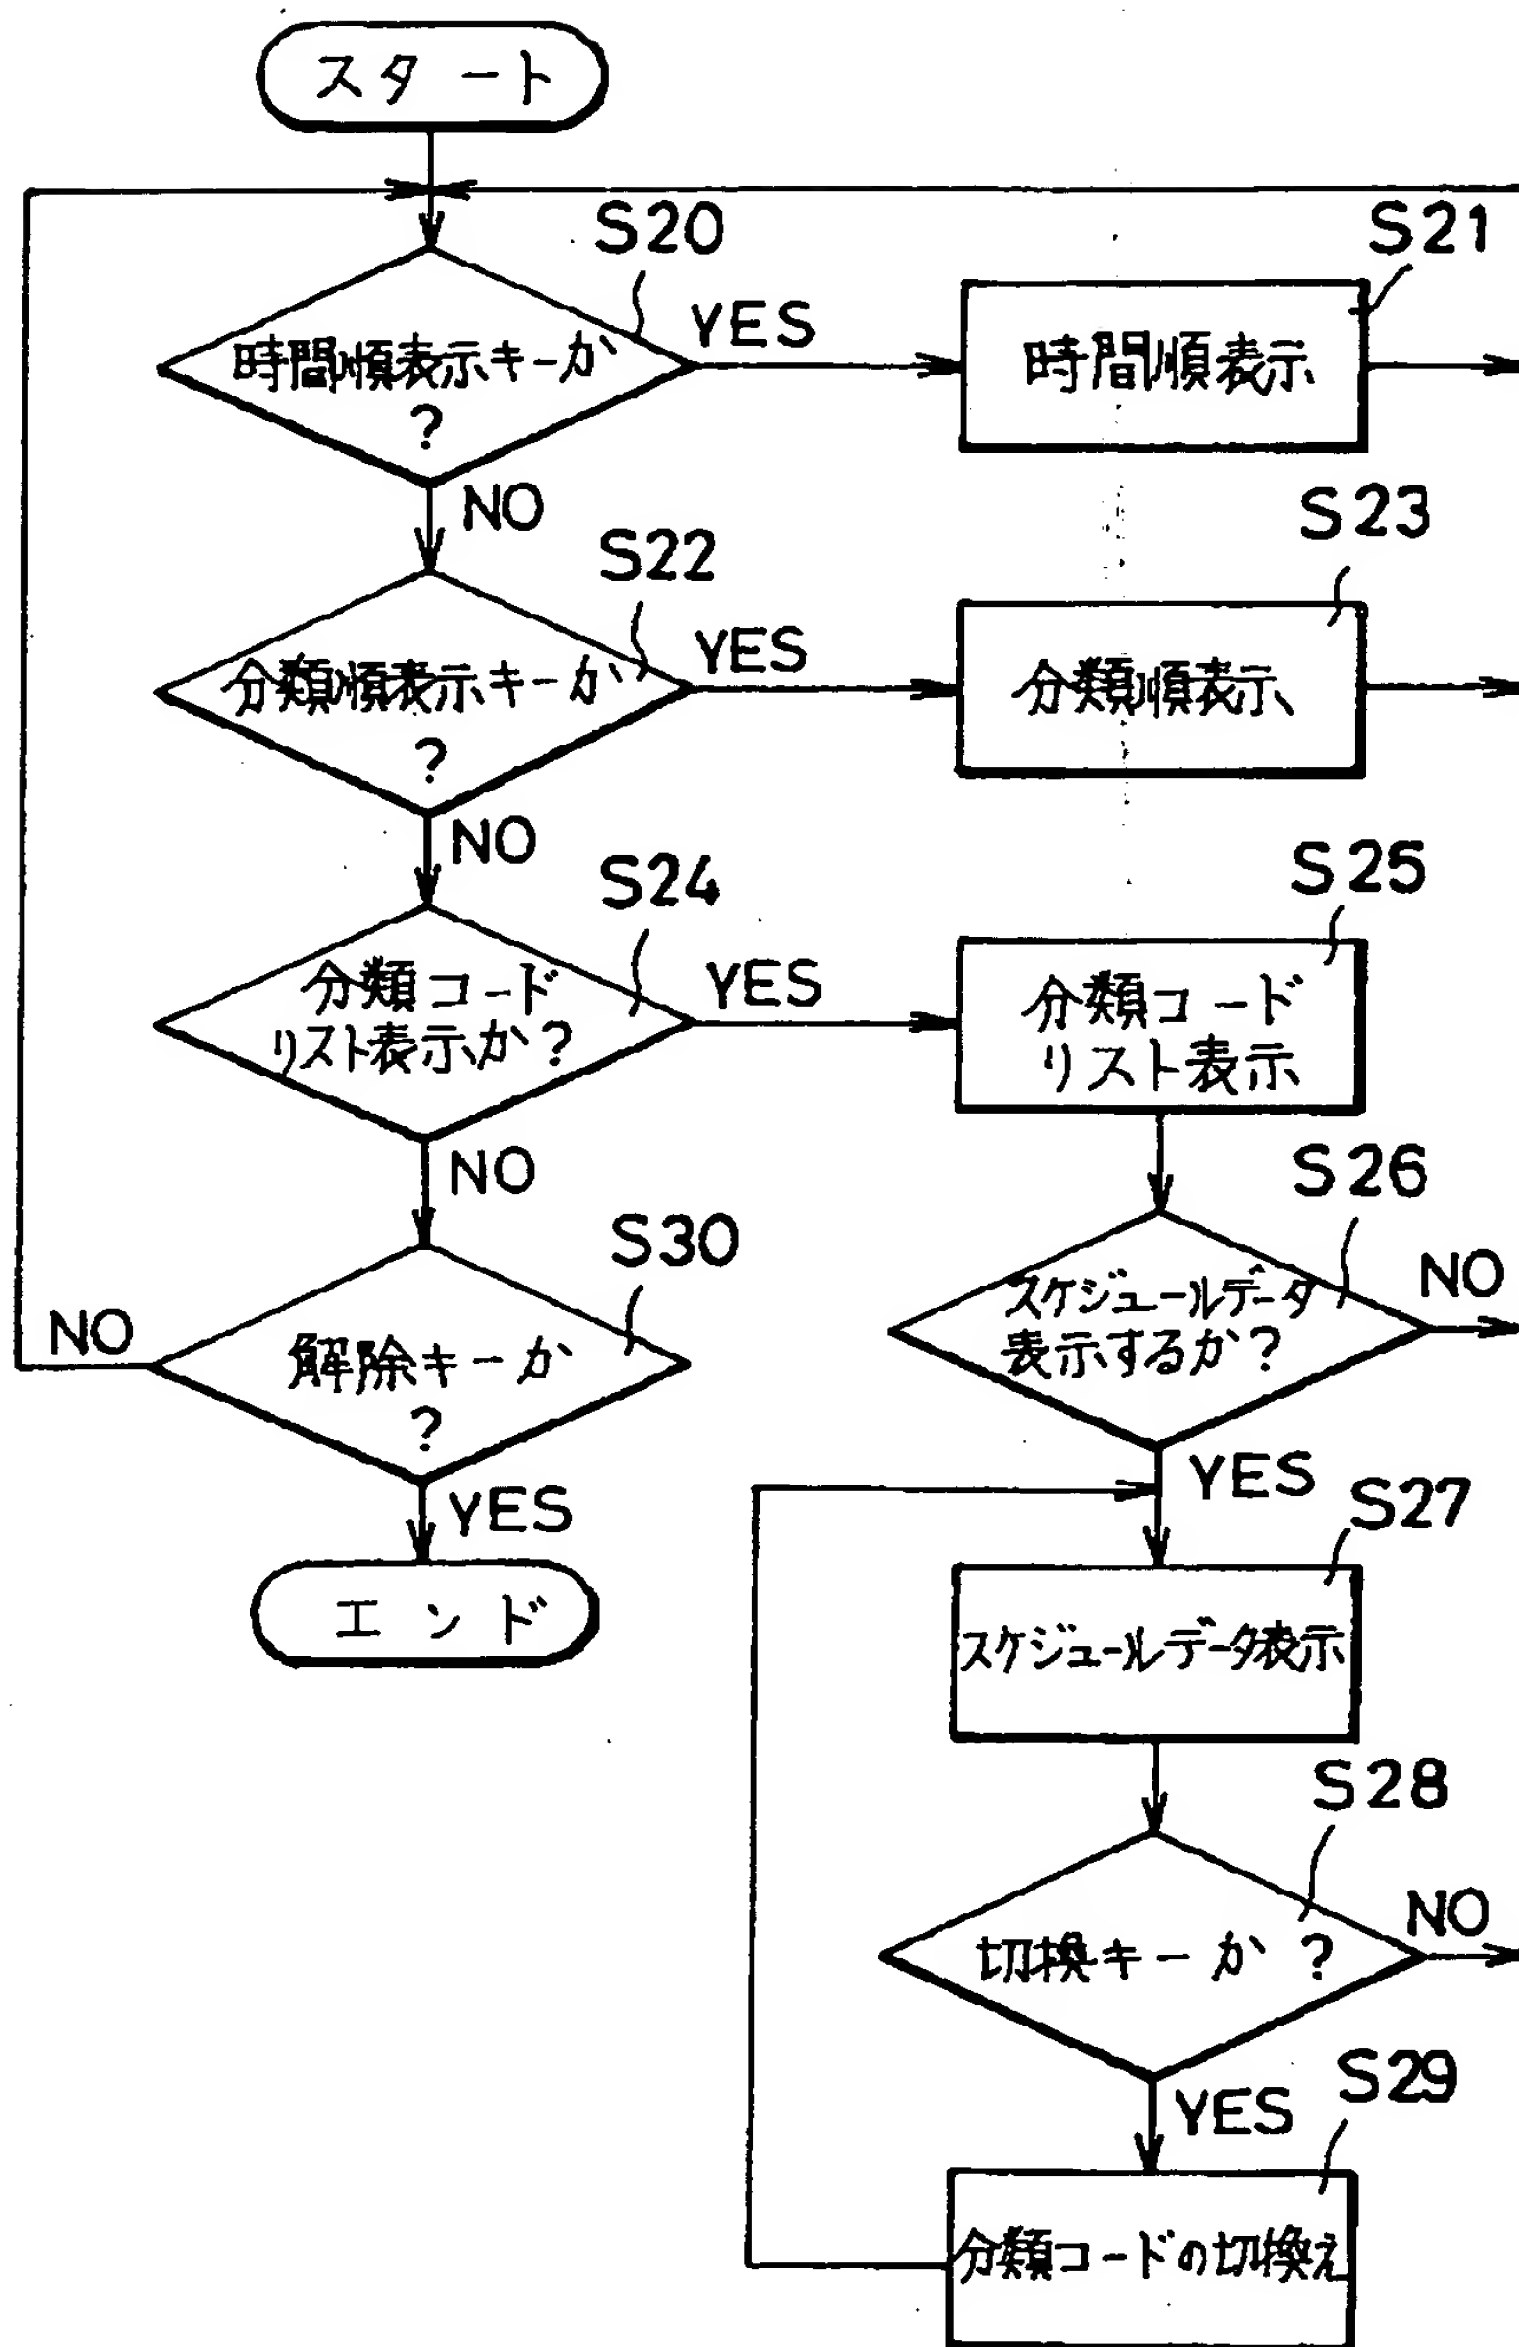 スタート
S20
時間順表示キーか
?
YES
S21
時間順表示
NO
S22
分類順表示キーか
?
YES
S23
分類順表示
NO
S24
分類コード
リスト表示か?
YES
S25
分類コード
リスト表示
NO
S26
スケジュールデータ
表示するか?
NO
YES
S30
解除キーか
?
NO
YES
エンド
S27
スケジュールデータ表示
S28
切換キーか?
NO
YES
S29
分類コードの切換え